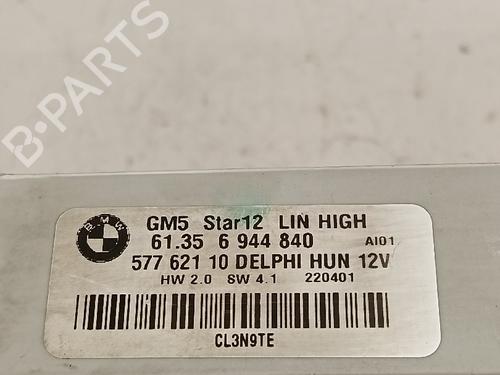 B-PARTS
BMW
GM5 Star12 LIN HIGH
61.35 6 944 840 AI01
577 621 10 DELPHI HUN 12V
HW 2.0 SW 4.1 220401
CL3N9TE